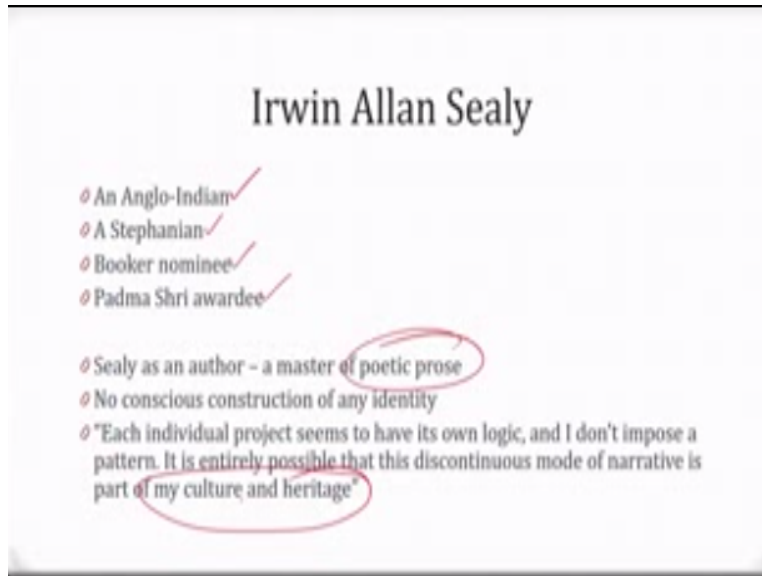 Irwin Allan Sealy
An Anglo-Indian
A Stephanian
Booker nominee
Padma Shri awardee
Sealy as an author – a master of poetic prose
No conscious construction of any identity
"Each individual project seems to have its own logic, and I don't impose a
pattern. It is entirely possible that this discontinuous mode of narrative is
part of my culture and heritage"